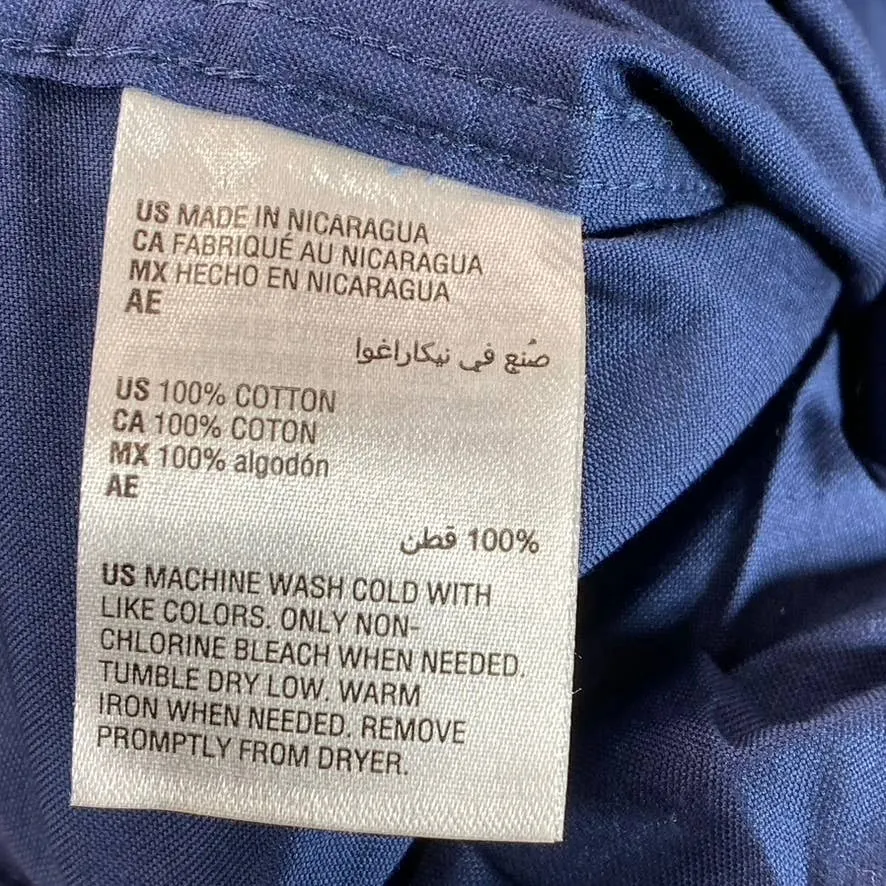 US MADE IN NICARAGUA
CA FABRIQUÉ AU NICARAGUA
MX HECHO EN NICARAGUA
AE
صُنع في نيكاراغوا
US 100% COTTON
CA 100% COTON
MX 100% algodón
AE
100% قطن
US MACHINE WASH COLD WITH
LIKE COLORS. ONLY NON-
CHLORINE BLEACH WHEN NEEDED.
TUMBLE DRY LOW. WARM
IRON WHEN NEEDED. REMOVE
PROMPTLY FROM DRYER.